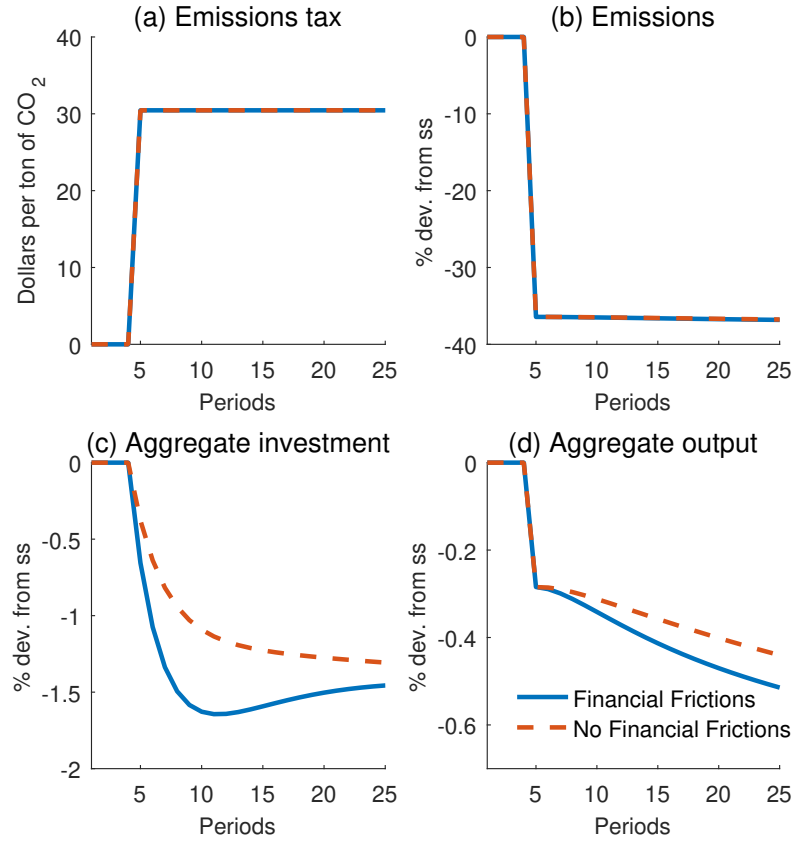 (a) Emissions tax
40
30
20
10
0
5
10
15
20
25
Dollars per ton of CO2
Periods
(b) Emissions
0
-10
-20
-30
-40
5
10
15
20
25
% dev. from ss
Periods
(c) Aggregate investment
0
-0.5
-1
-1.5
-2
5
10
15
20
25
% dev. from ss
Periods
(d) Aggregate output
0
-0.2
-0.4
-0.6
5
10
15
20
25
% dev. from ss
Periods
Financial Frictions
No Financial Frictions